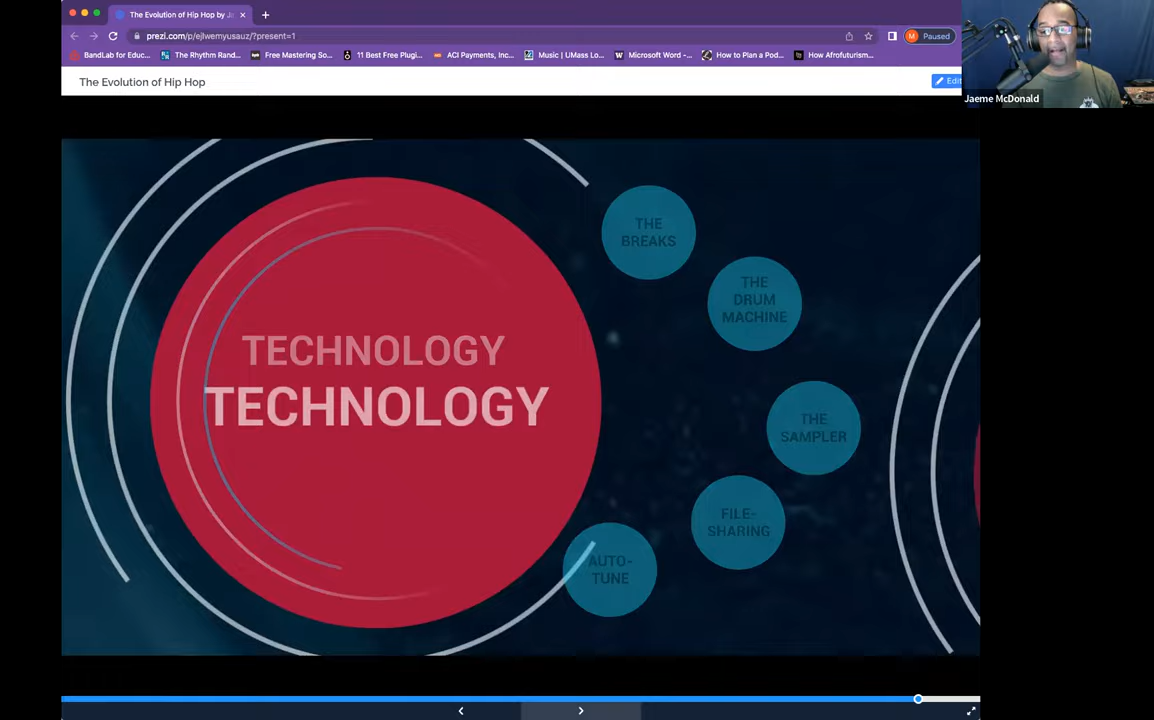 The Evolution of Hip Hop by Ja
prezi.com/p/ejlwemyusauz/?present=1
Paused
BandLab for Educ...
The Rhythm Rand...
Free Mastering So...
11 Best Free Plugi...
ACI Payments, Inc...
Music | UMass Lo...
Microsoft Word -...
How to Plan a Pod...
How Afrofuturism...
The Evolution of Hip Hop
Edit
Jaeme McDonald
TECHNOLOGY
TECHNOLOGY
THE
BREAKS
THE
DRUM
MACHINE
THE
SAMPLER
FILE-
SHARING
AUTO-
TUNE